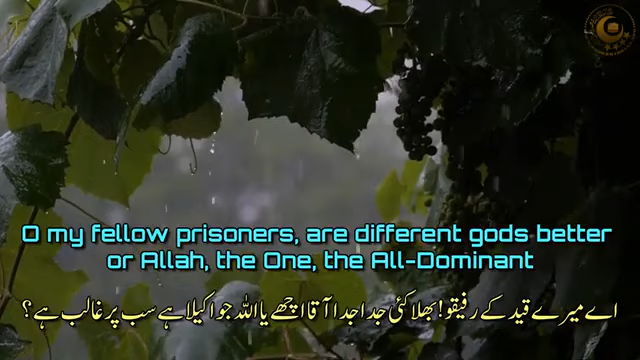 O my fellow prisoners, are different gods better
or Allah, the One, the All-Dominant
اے میرے قید کے رفیقو! بھلا کئی جدا جدا آقا اچھے یا اللہ جو اکیلا ہے سب پر غالب ہے؟